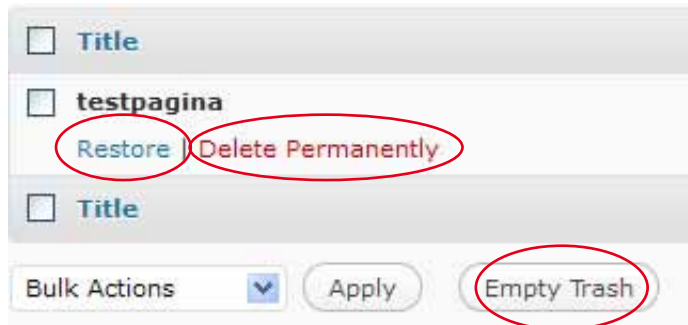 Title
testpagina
Restore | Delete Permanently
Title
Bulk Actions Apply Empty Trash